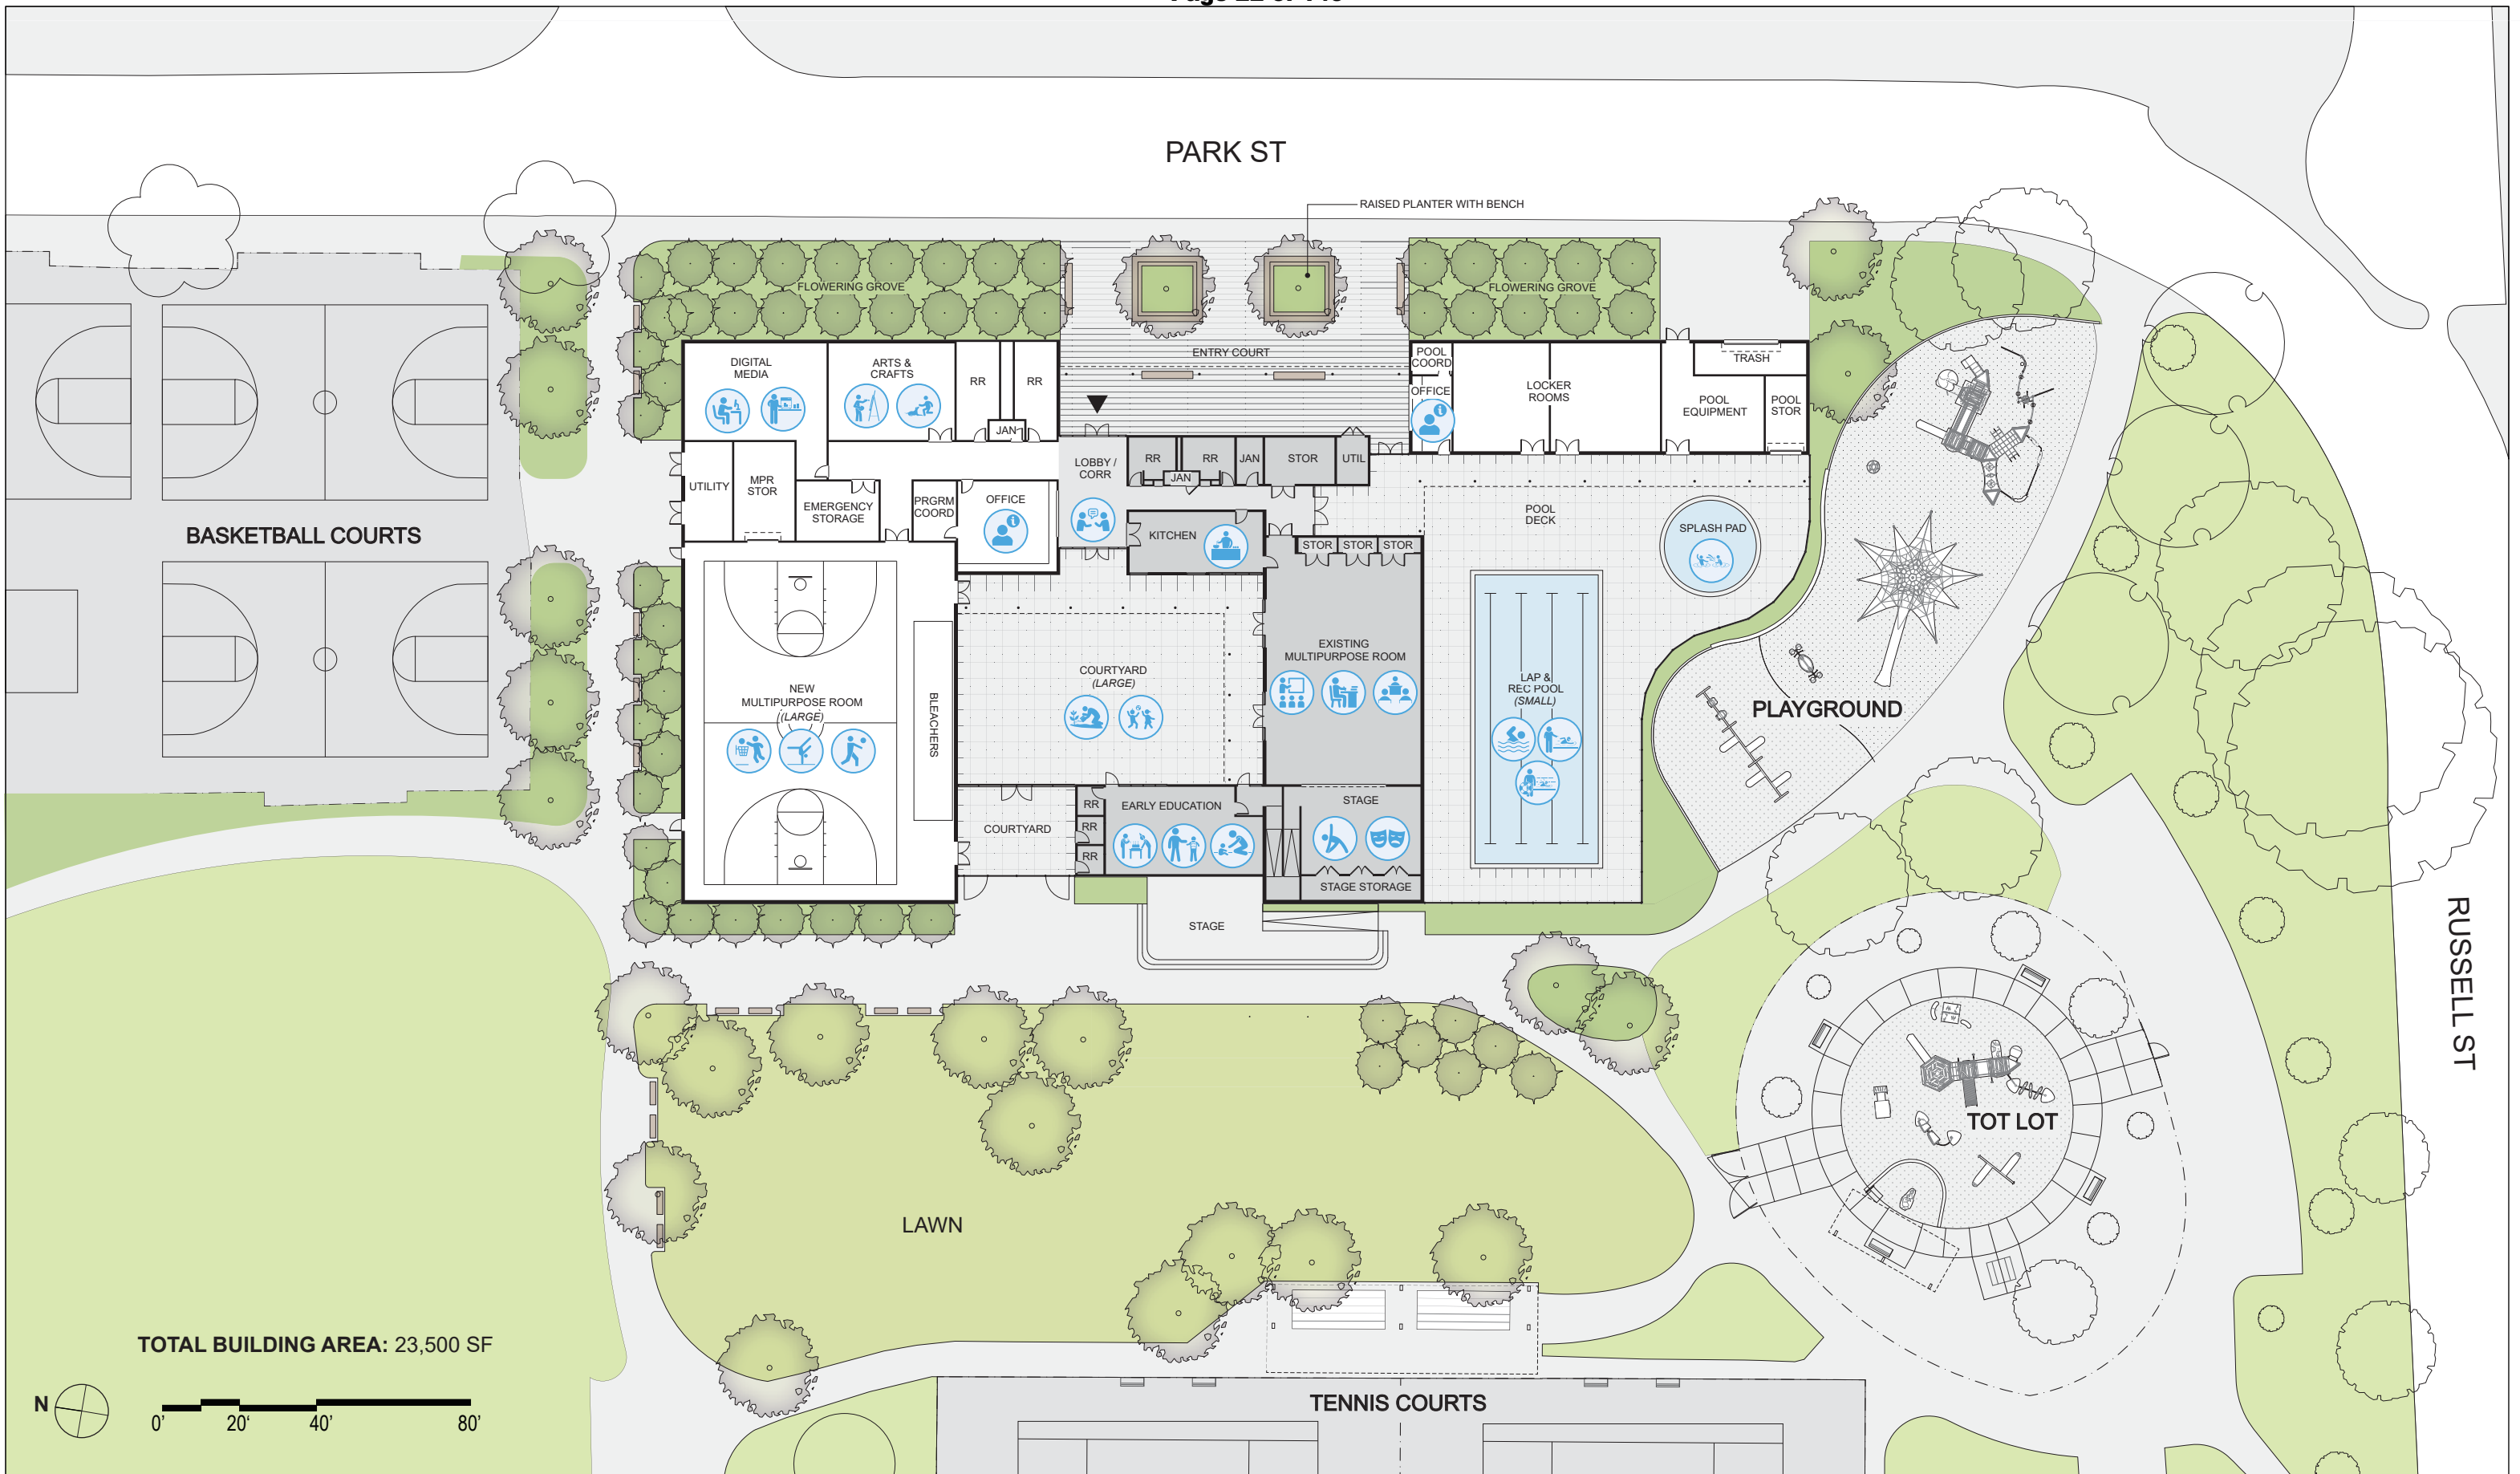 PARK ST
RAISED PLANTER WITH BENCH
FLOWERING GROVE
FLOWERING GROVE
ENTRY COURT
DIGITAL
MEDIA
ARTS &
CRAFTS
RR
RR
JAN
POOL
COORD
OFFICE
LOCKER
ROOMS
TRASH
POOL
EQUIPMENT
POOL
STOR
UTILITY
MPR
STOR
EMERGENCY
STORAGE
PRGRM
COORD
OFFICE
LOBBY /
CORR
RR
RR
JAN
JAN
STOR
UTIL
KITCHEN
STOR
STOR
STOR
POOL
DECK
SPLASH PAD
BASKETBALL COURTS
NEW
MULTIPURPOSE ROOM
(LARGE)
BLEACHERS
COURTYARD
(LARGE)
EXISTING
MULTIPURPOSE ROOM
LAP &
REC POOL
(SMALL)
PLAYGROUND
COURTYARD
RR
RR
RR
EARLY EDUCATION
STAGE
STAGE STORAGE
STAGE
RUSSELL ST
TOT LOT
LAWN
TENNIS COURTS
TOTAL BUILDING AREA: 23,500 SF
N
0' 20' 40' 80'